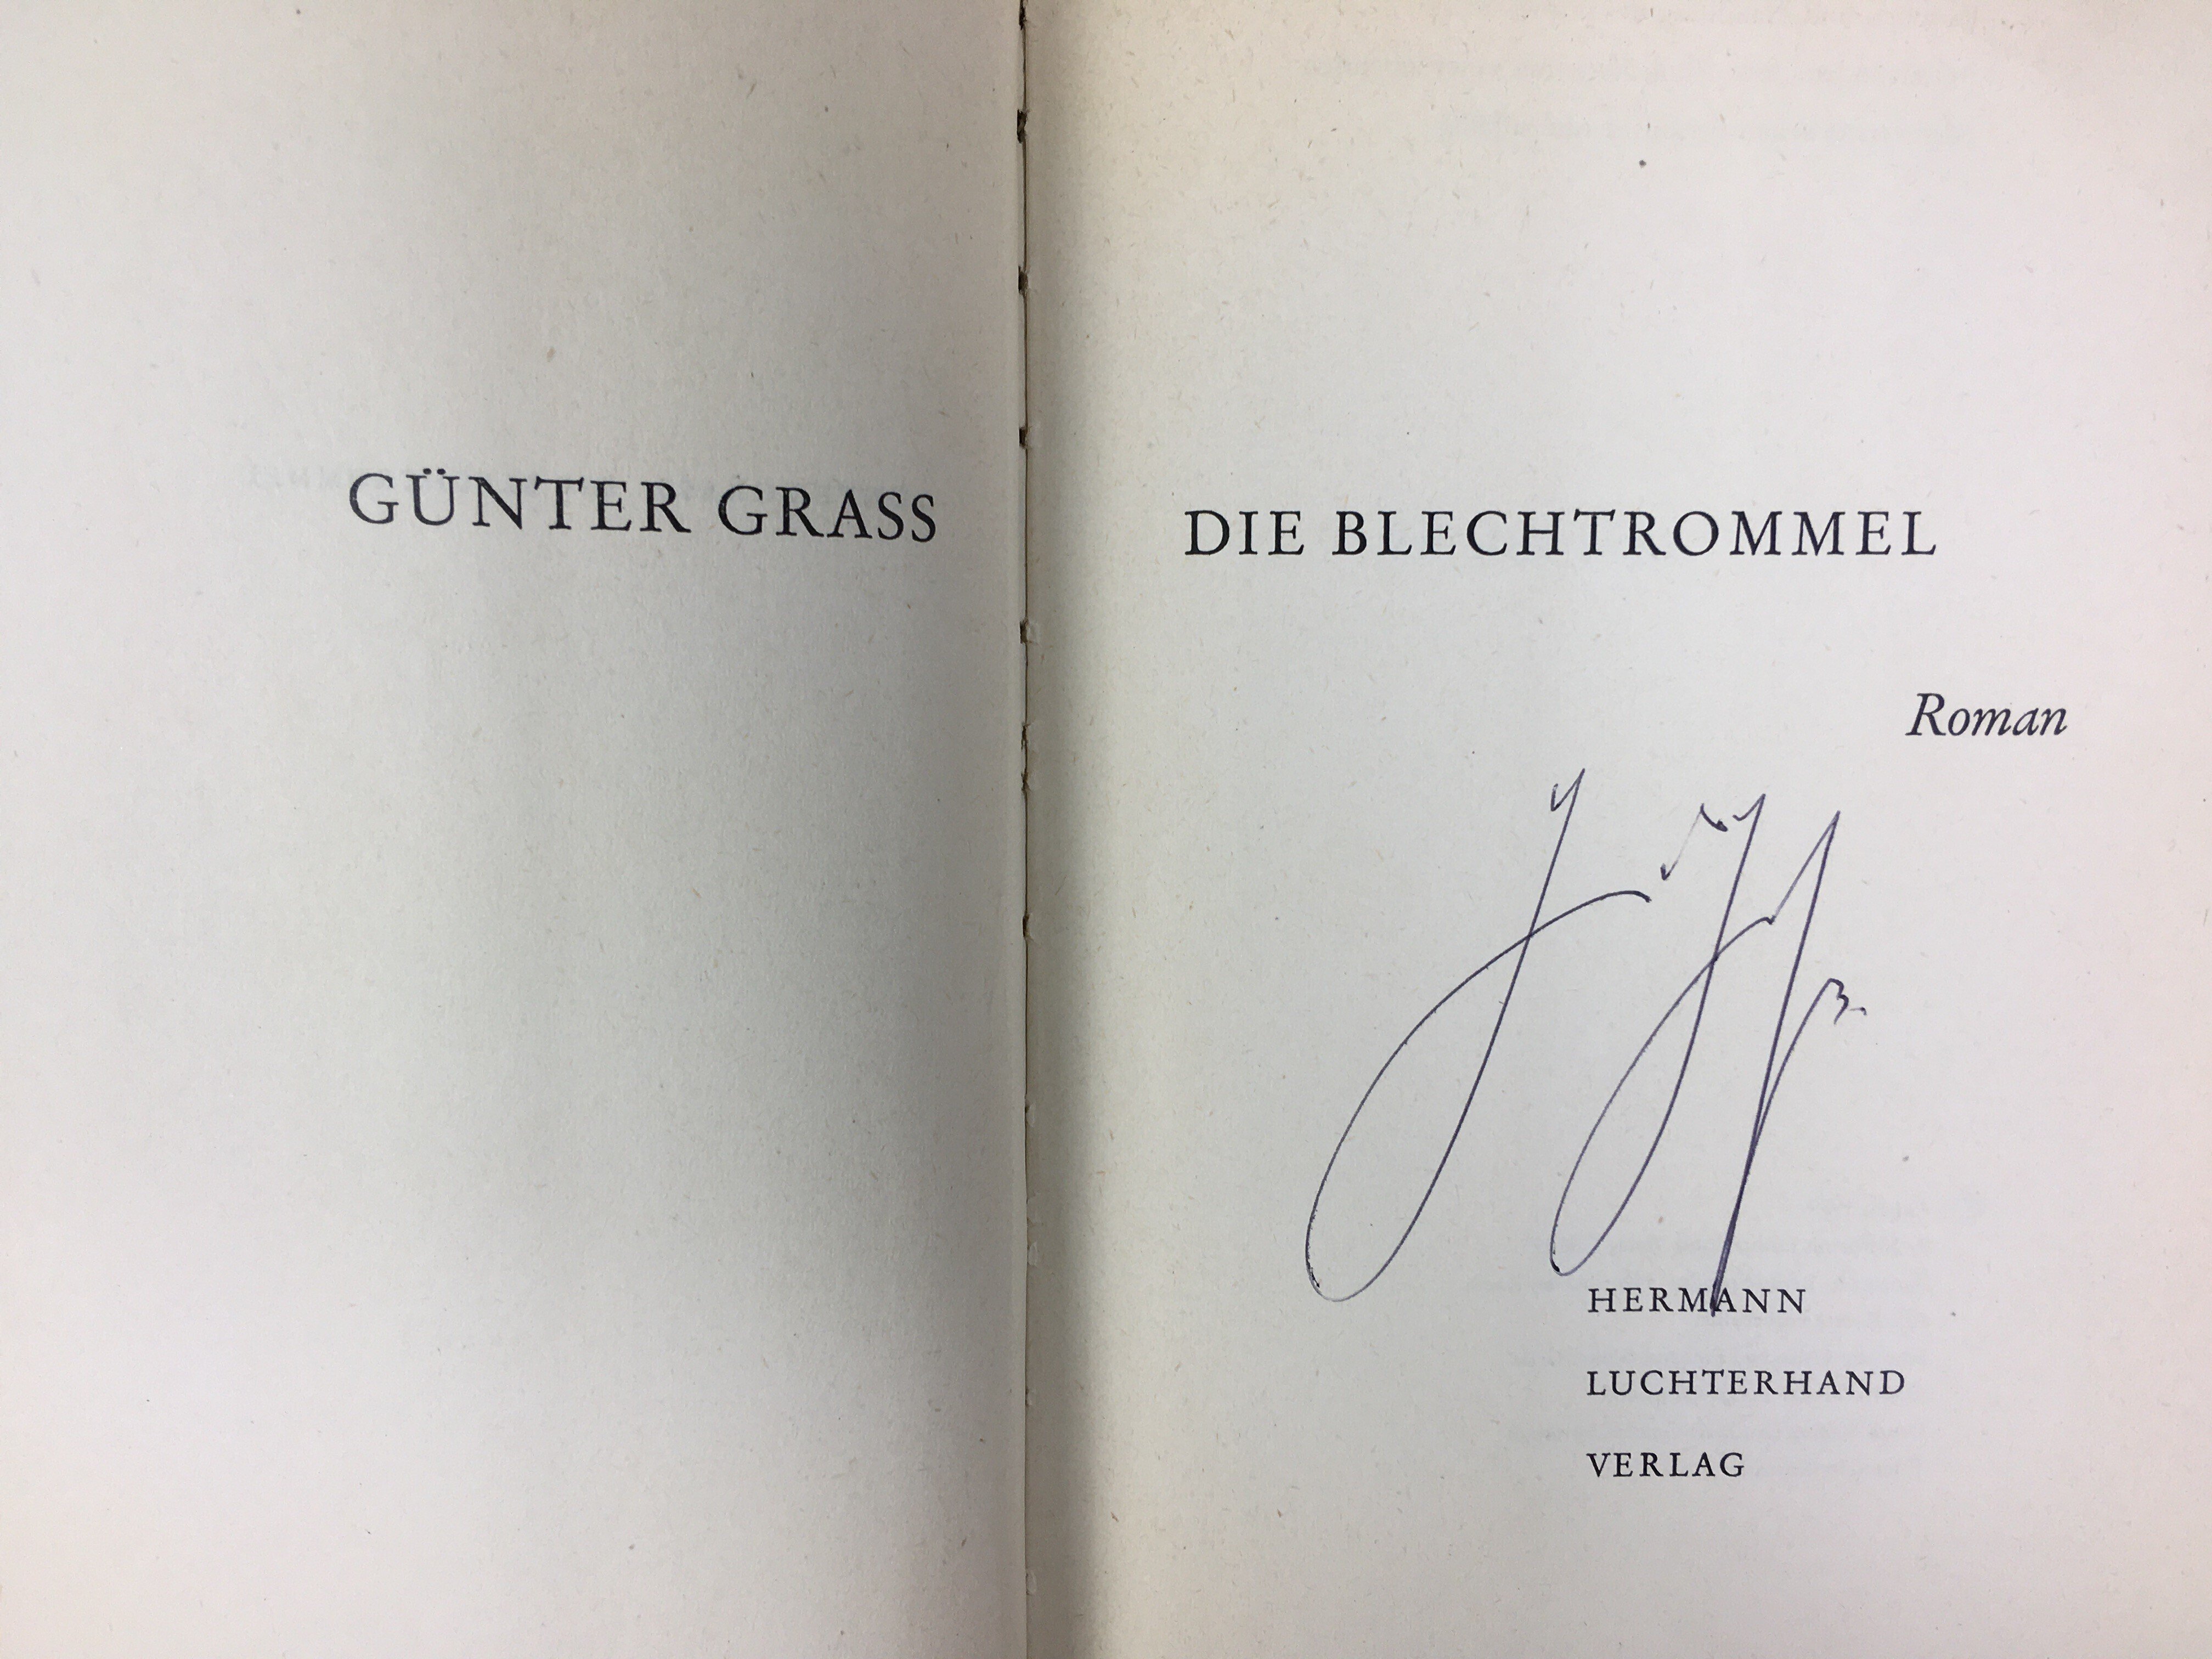 GÜNTER GRASS
DIE BLECHTROMMEL
Roman
HERMANN
LUCHTERHAND
VERLAG